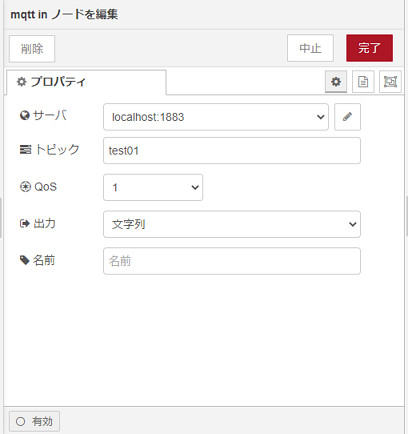 mqtt in ノードを編集
削除 中止 完了
プロパティ
サーバ localhost:1883
トピック test01
QoS 1
出力 文字列
名前 名前
有効